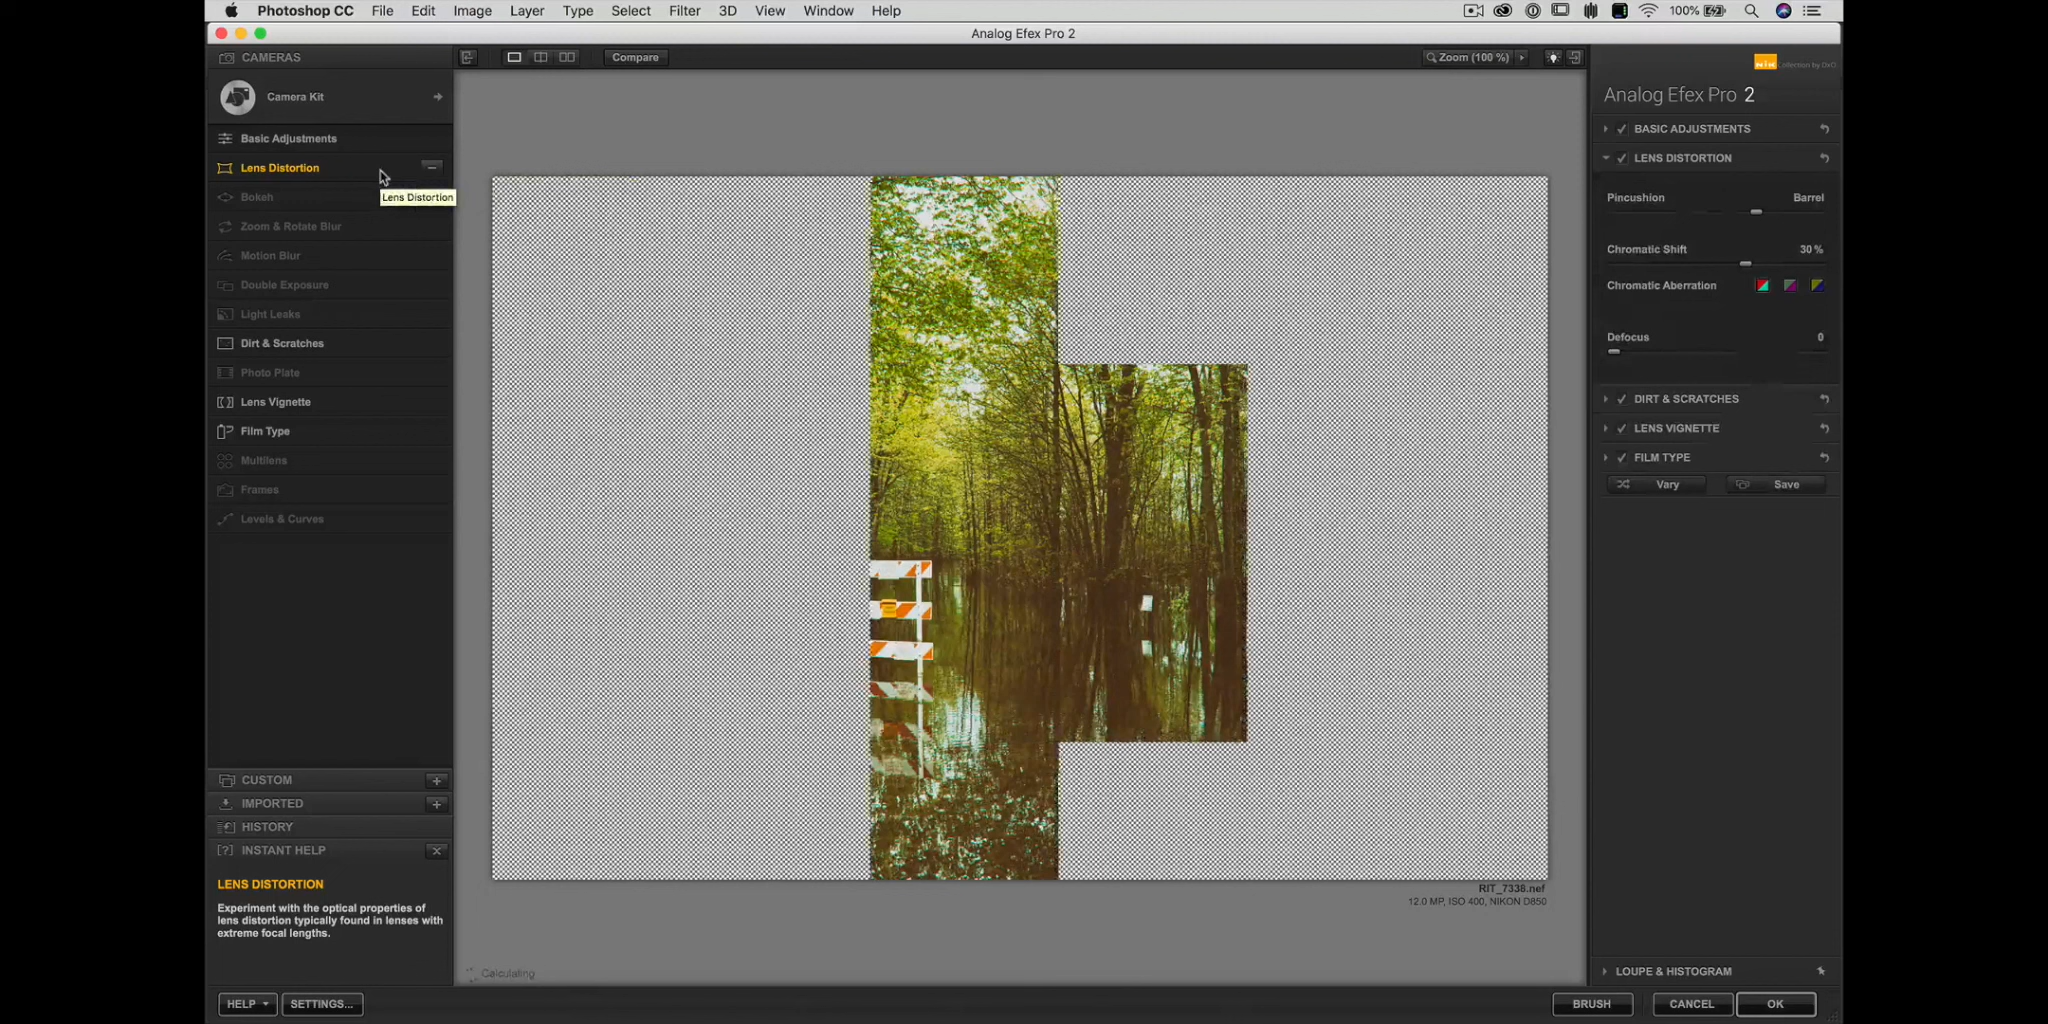 Photoshop CC File Edit Image Layer Type Select Filter 3D View Window Help 100%
Analog Efex Pro 2
CAMERAS
Camera Kit
Basic Adjustments
Lens Distortion
Lens Distortion
Bokeh
Zoom & Rotate Blur
Motion Blur
Double Exposure
Light Leaks
Dirt & Scratches
Photo Plate
Lens Vignette
Film Type
Multilens
Frames
Levels & Curves
CUSTOM
IMPORTED
HISTORY
[?] INSTANT HELP
LENS DISTORTION
Experiment with the optical properties of
lens distortion typically found in lenses with
extreme focal lengths.
HELP SETTINGS...
Compare
Zoom (100 %)
RIT_7338.nef
12.0 MP, ISO 400, NIKON D850
Calculating
Nik Collection by DxO
Analog Efex Pro 2
BASIC ADJUSTMENTS
LENS DISTORTION
Pincushion Barrel
Chromatic Shift 30 %
Chromatic Aberration
Defocus 0
DIRT & SCRATCHES
LENS VIGNETTE
FILM TYPE
Vary Save
LOUPE & HISTOGRAM
BRUSH CANCEL OK